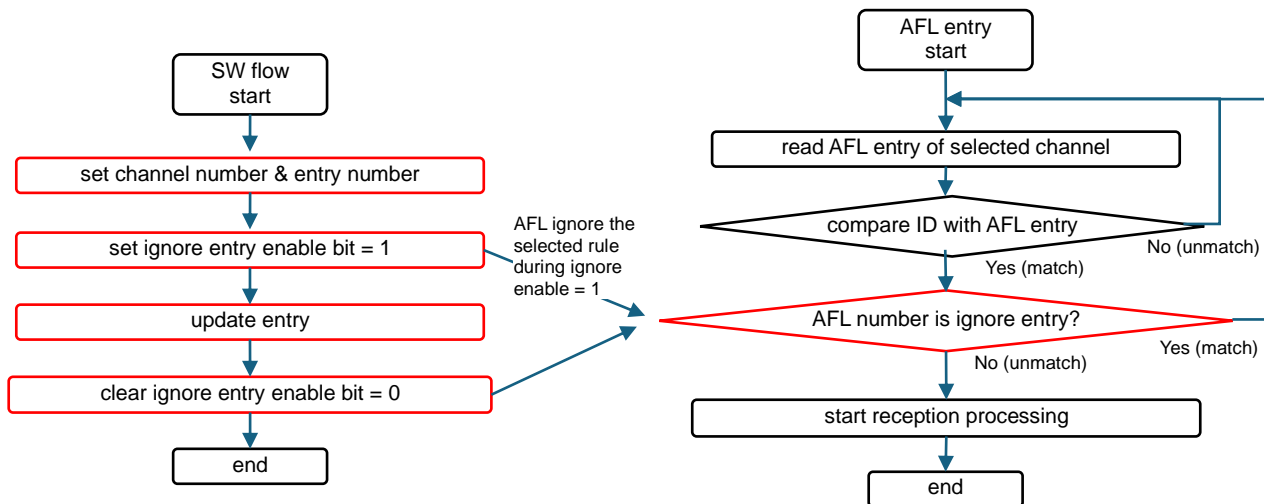 SW flow
start
set channel number & entry number
set ignore entry enable bit = 1
update entry
clear ignore entry enable bit = 0
end
AFL ignore the
selected rule
during ignore
enable = 1
AFL entry
start
read AFL entry of selected channel
compare ID with AFL entry
No (unmatch)
Yes (match)
AFL number is ignore entry?
Yes (match)
No (unmatch)
start reception processing
end